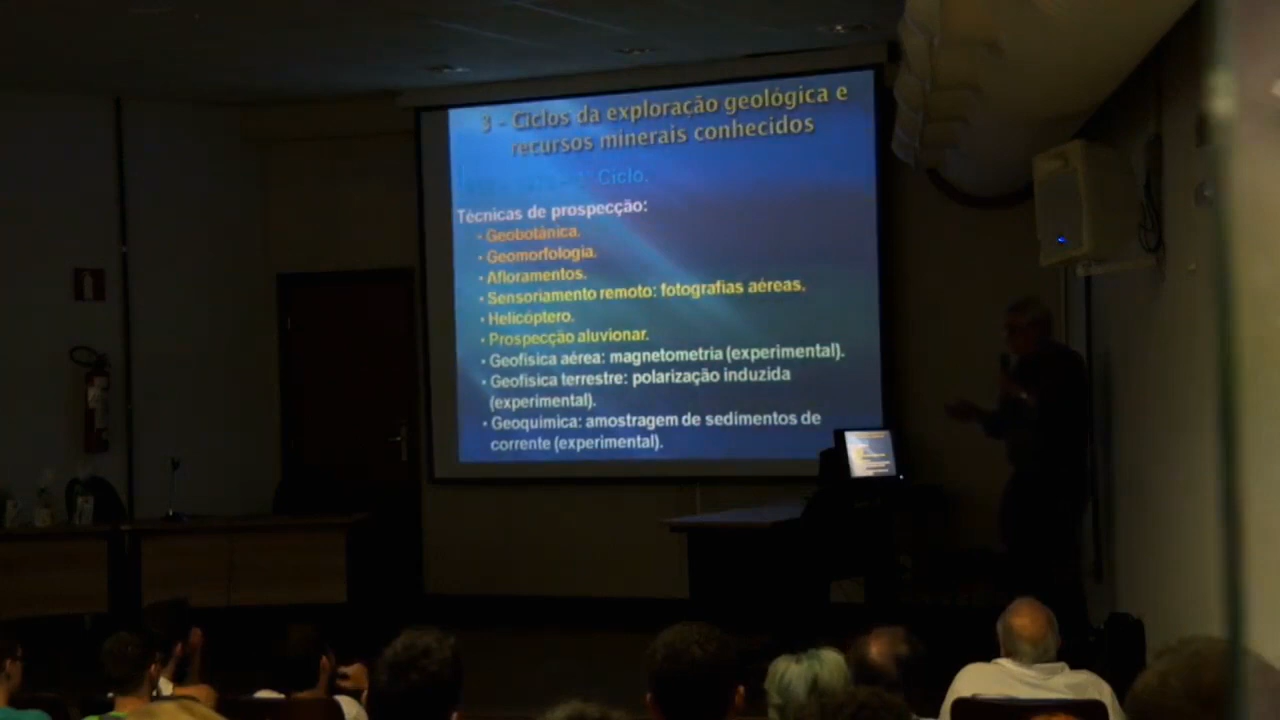 3 - Ciclos da exploração geológica e
recursos minerais conhecidos
Ciclo.
Técnicas de prospecção:
• Geobotânica.
• Geomorfologia.
• Afloramentos.
• Sensoriamento remoto: fotografias aéreas.
• Helicóptero.
• Prospecção aluvionar.
• Geofísica aérea: magnetometria (experimental).
• Geofísica terrestre: polarização induzida
(experimental).
• Geoquímica: amostragem de sedimentos de
corrente (experimental).